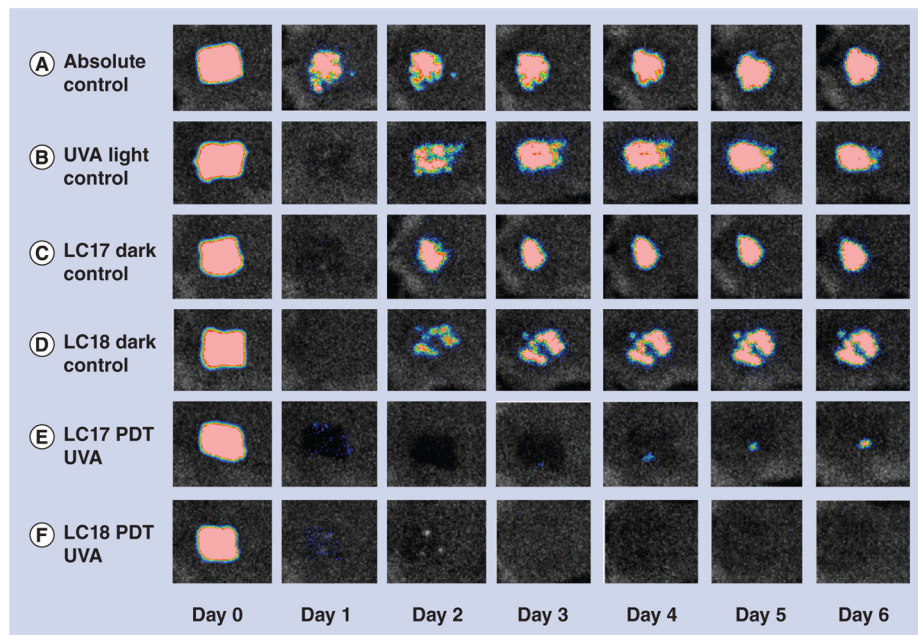 A Absolute
control
B UVA light
control
C LC17 dark
control
D LC18 dark
control
E LC17 PDT
UVA
F LC18 PDT
UVA
Day 0 Day 1 Day 2 Day 3 Day 4 Day 5 Day 6